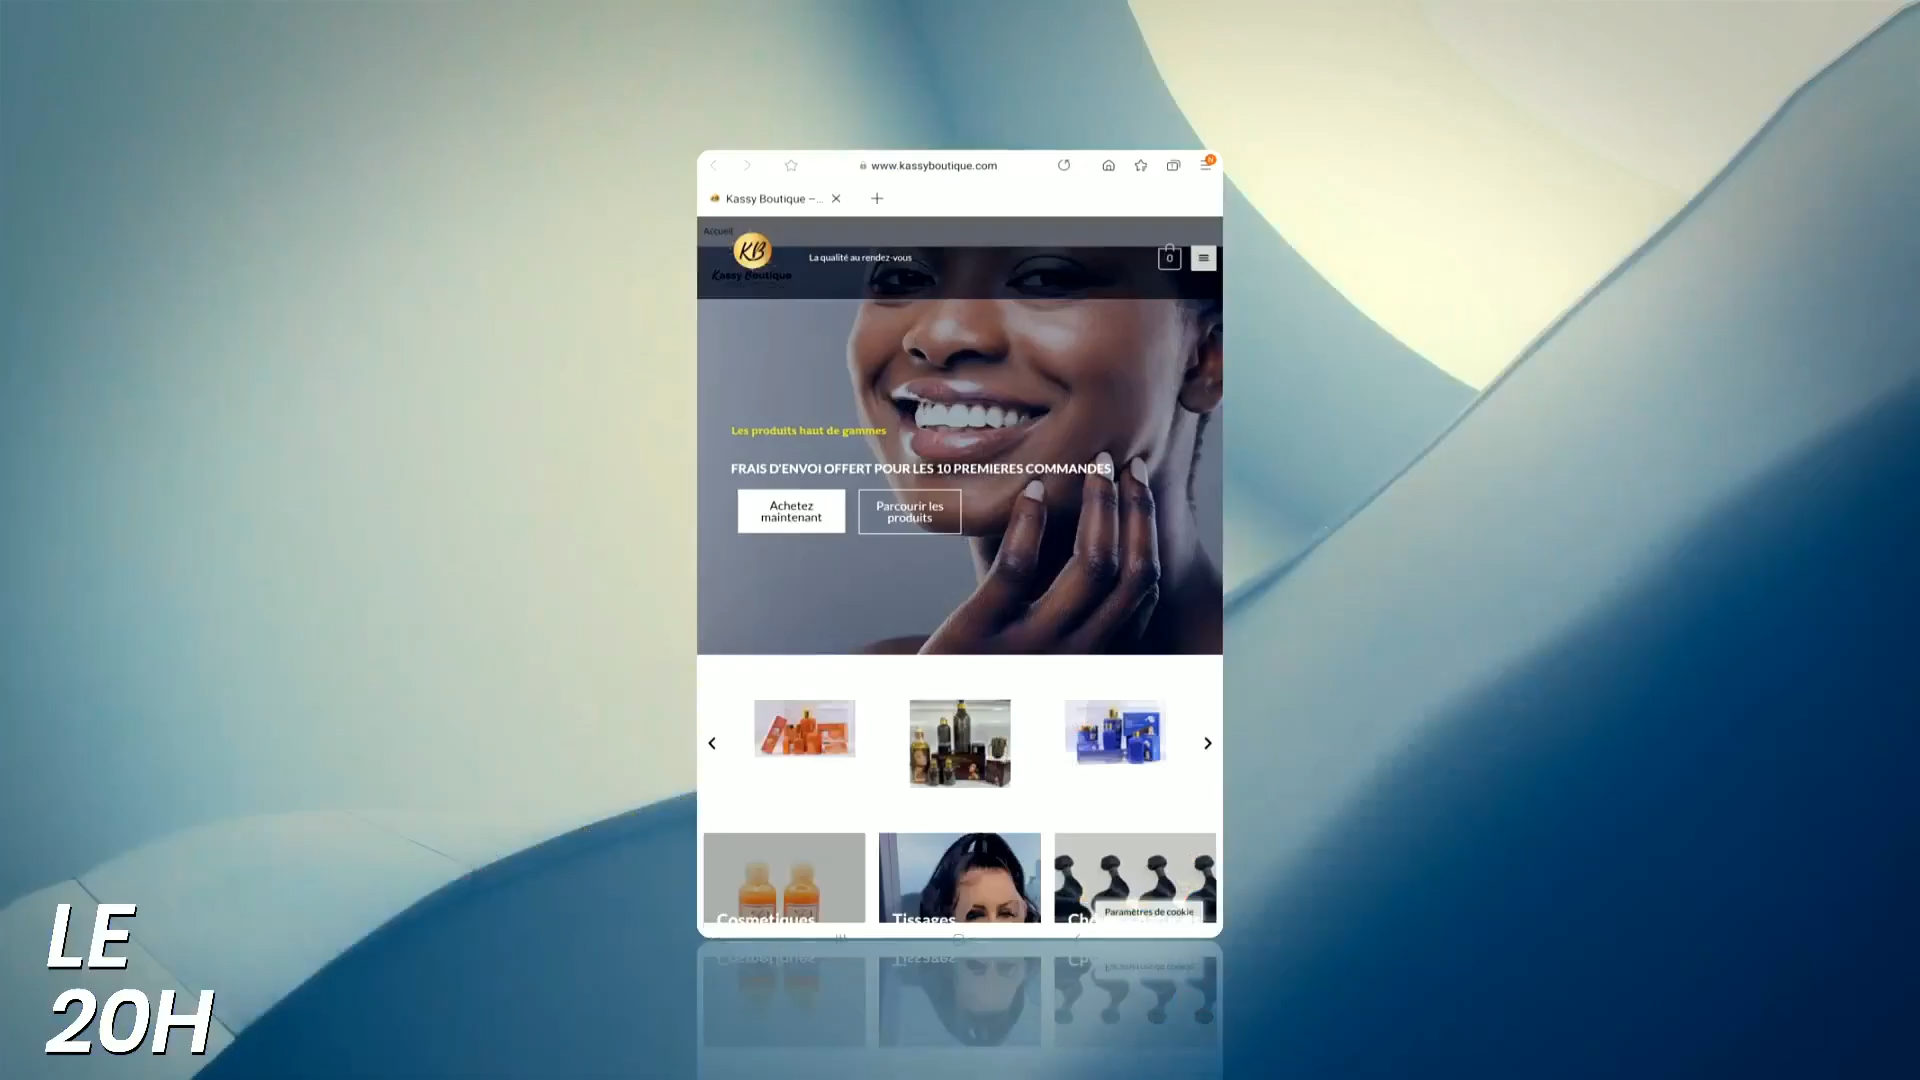 www.kassyboutique.com
N
Kassy Boutique –...
Accueil
KB
Kassy Boutique
La qualité au rendez-vous
0
Les produits haut de gammes
FRAIS D'ENVOI OFFERT POUR LES 10 PREMIERES COMMANDES
Achetez
maintenant
Parcourir les
produits
Cosmetiques
Tissages
Paramètres de cookie
LE
20H